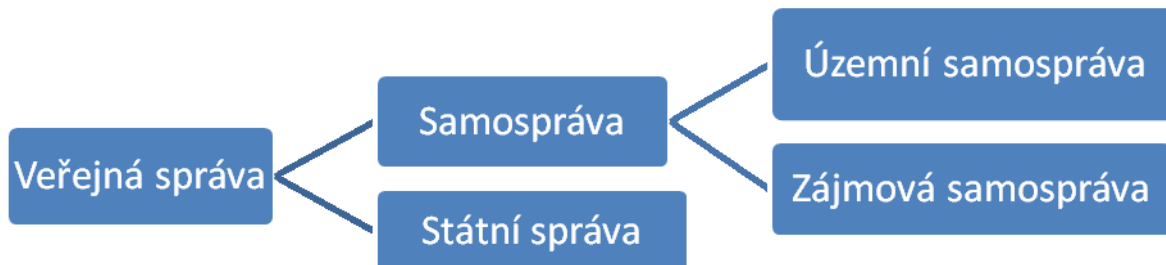 Veřejná správa
Samospráva
Státní správa
Územní samospráva
Zájmová samospráva